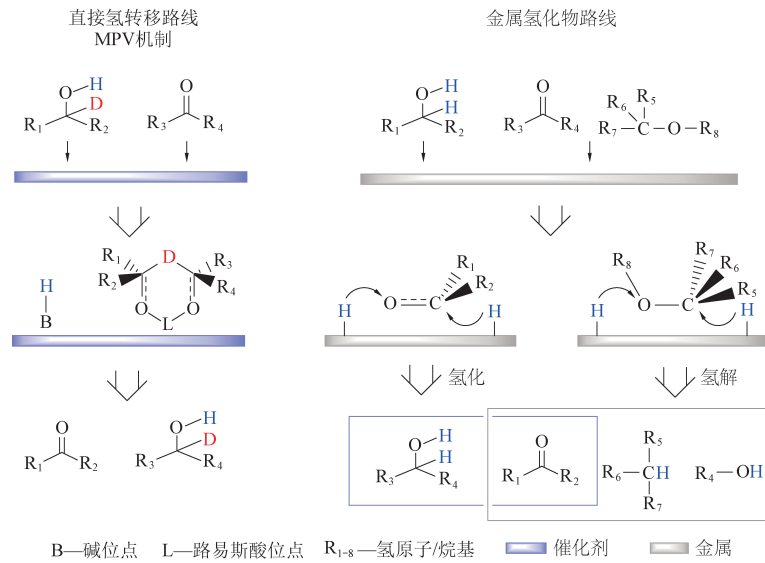 直接氢转移路线
MPV机制
金属氢化物路线
O H
D
R₁ R₂
O
R₃ R₄
O H
H
R₁ R₂
O
R₃ R₄
R₆ R₅
R₇ C O R₈
H
B
R₁ D R₃
R₂ R₄
O L O
R₁
R₂
O C
H H
R₈ R₇
R₆
R₅
O C
H H
氢化
氢解
O
R₁ R₂
O H
D
R₃ R₄
O H
H
R₃ R₄
O
R₁ R₂
R₅
R₆ CH
R₇
R₄ OH
B—碱位点 L—路易斯酸位点 R₁₋₈—氢原子/烷基 催化剂 金属